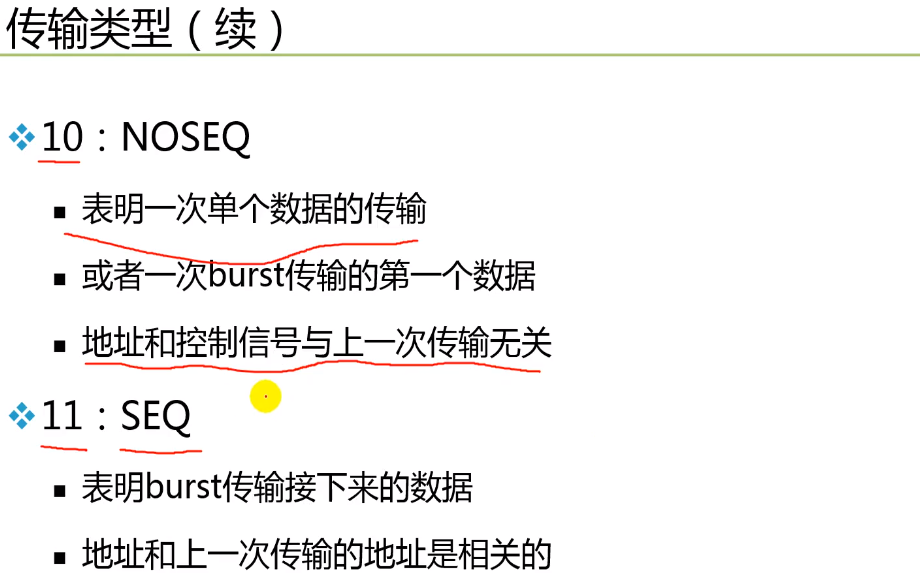 传输类型（续）
10：NOSEQ
表明一次单个数据的传输
或者一次burst传输的第一个数据
地址和控制信号与上一次传输无关
11：SEQ
表明burst传输接下来的数据
地址和上一次传输的地址是相关的